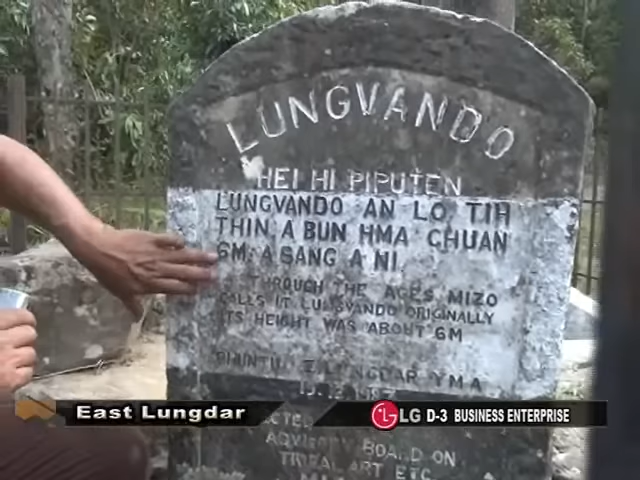 LUNGVANDO
HEI HI PIPUTEN
LUNGVANDO AN LO TIH
THIN A BUN HMA CHUAN
6M. A SANG A NI.
THROUGH THE AGES MIZO
CALLS IT LUNGVANDO ORIGINALLY
ITS HEIGHT WAS ABOUT 6M
E. LUNGDAR YMA
ADVISORY BOARD ON
TRIBAL ART ETC.
East Lungdar
LG D-3 BUSINESS ENTERPRISE